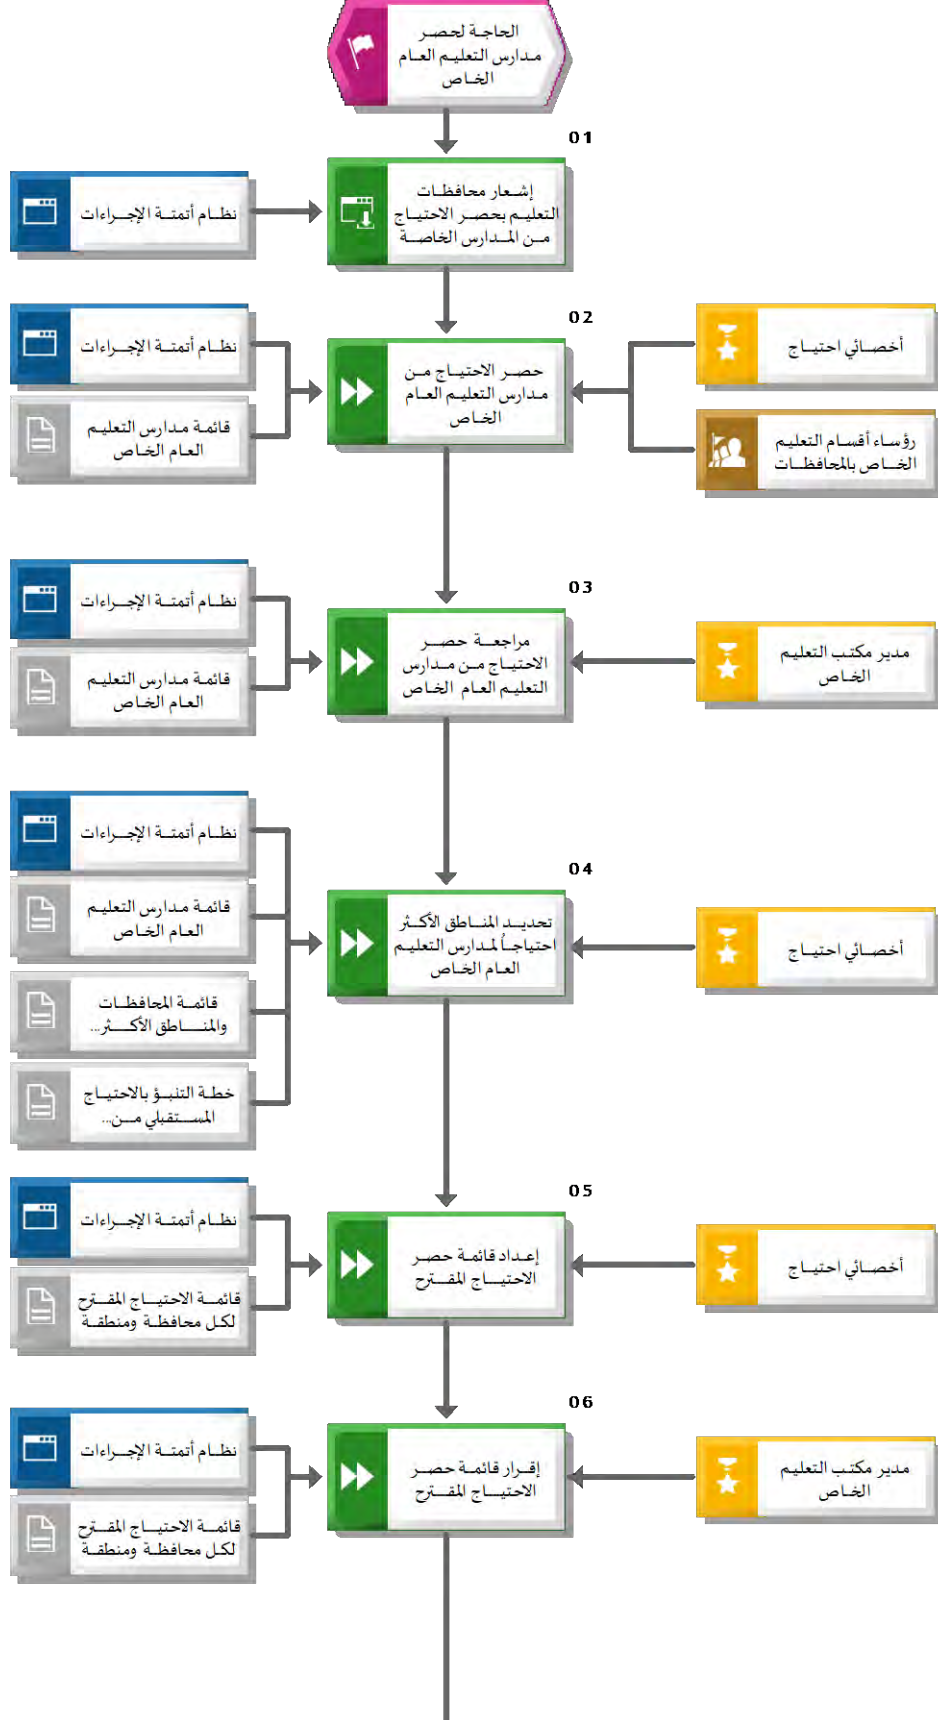 الحاجة لحصر
مدارس التعليم العام
الخاص
01
إشعار محافظات
التعليم بحصر الاحتياج
من المدارس الخاصة
نظام أتمتة الإجراءات
02
أخصائي احتياج
رؤساء أقسام التعليم
الخاص بالمحافظات
حصر الاحتياج من
مدارس التعليم العام
الخاص
نظام أتمتة الإجراءات
قائمة مدارس التعليم
العام الخاص
03
مدير مكتب التعليم
الخاص
مراجعة حصر
الاحتياج من مدارس
التعليم العام الخاص
نظام أتمتة الإجراءات
قائمة مدارس التعليم
العام الخاص
04
أخصائي احتياج
تحديد المناطق الأكثر
احتياجاً لمدارس التعليم
العام الخاص
نظام أتمتة الإجراءات
قائمة مدارس التعليم
العام الخاص
قائمة المحافظات
والمناطق الأكثر...
خطة التنبؤ بالاحتياج
المستقبلي من...
05
أخصائي احتياج
إعداد قائمة حصر
الاحتياج المقترح
نظام أتمتة الإجراءات
قائمة الاحتياج المقترح
لكل محافظة ومنطقة
06
مدير مكتب التعليم
الخاص
إقرار قائمة حصر
الاحتياج المقترح
نظام أتمتة الإجراءات
قائمة الاحتياج المقترح
لكل محافظة ومنطقة